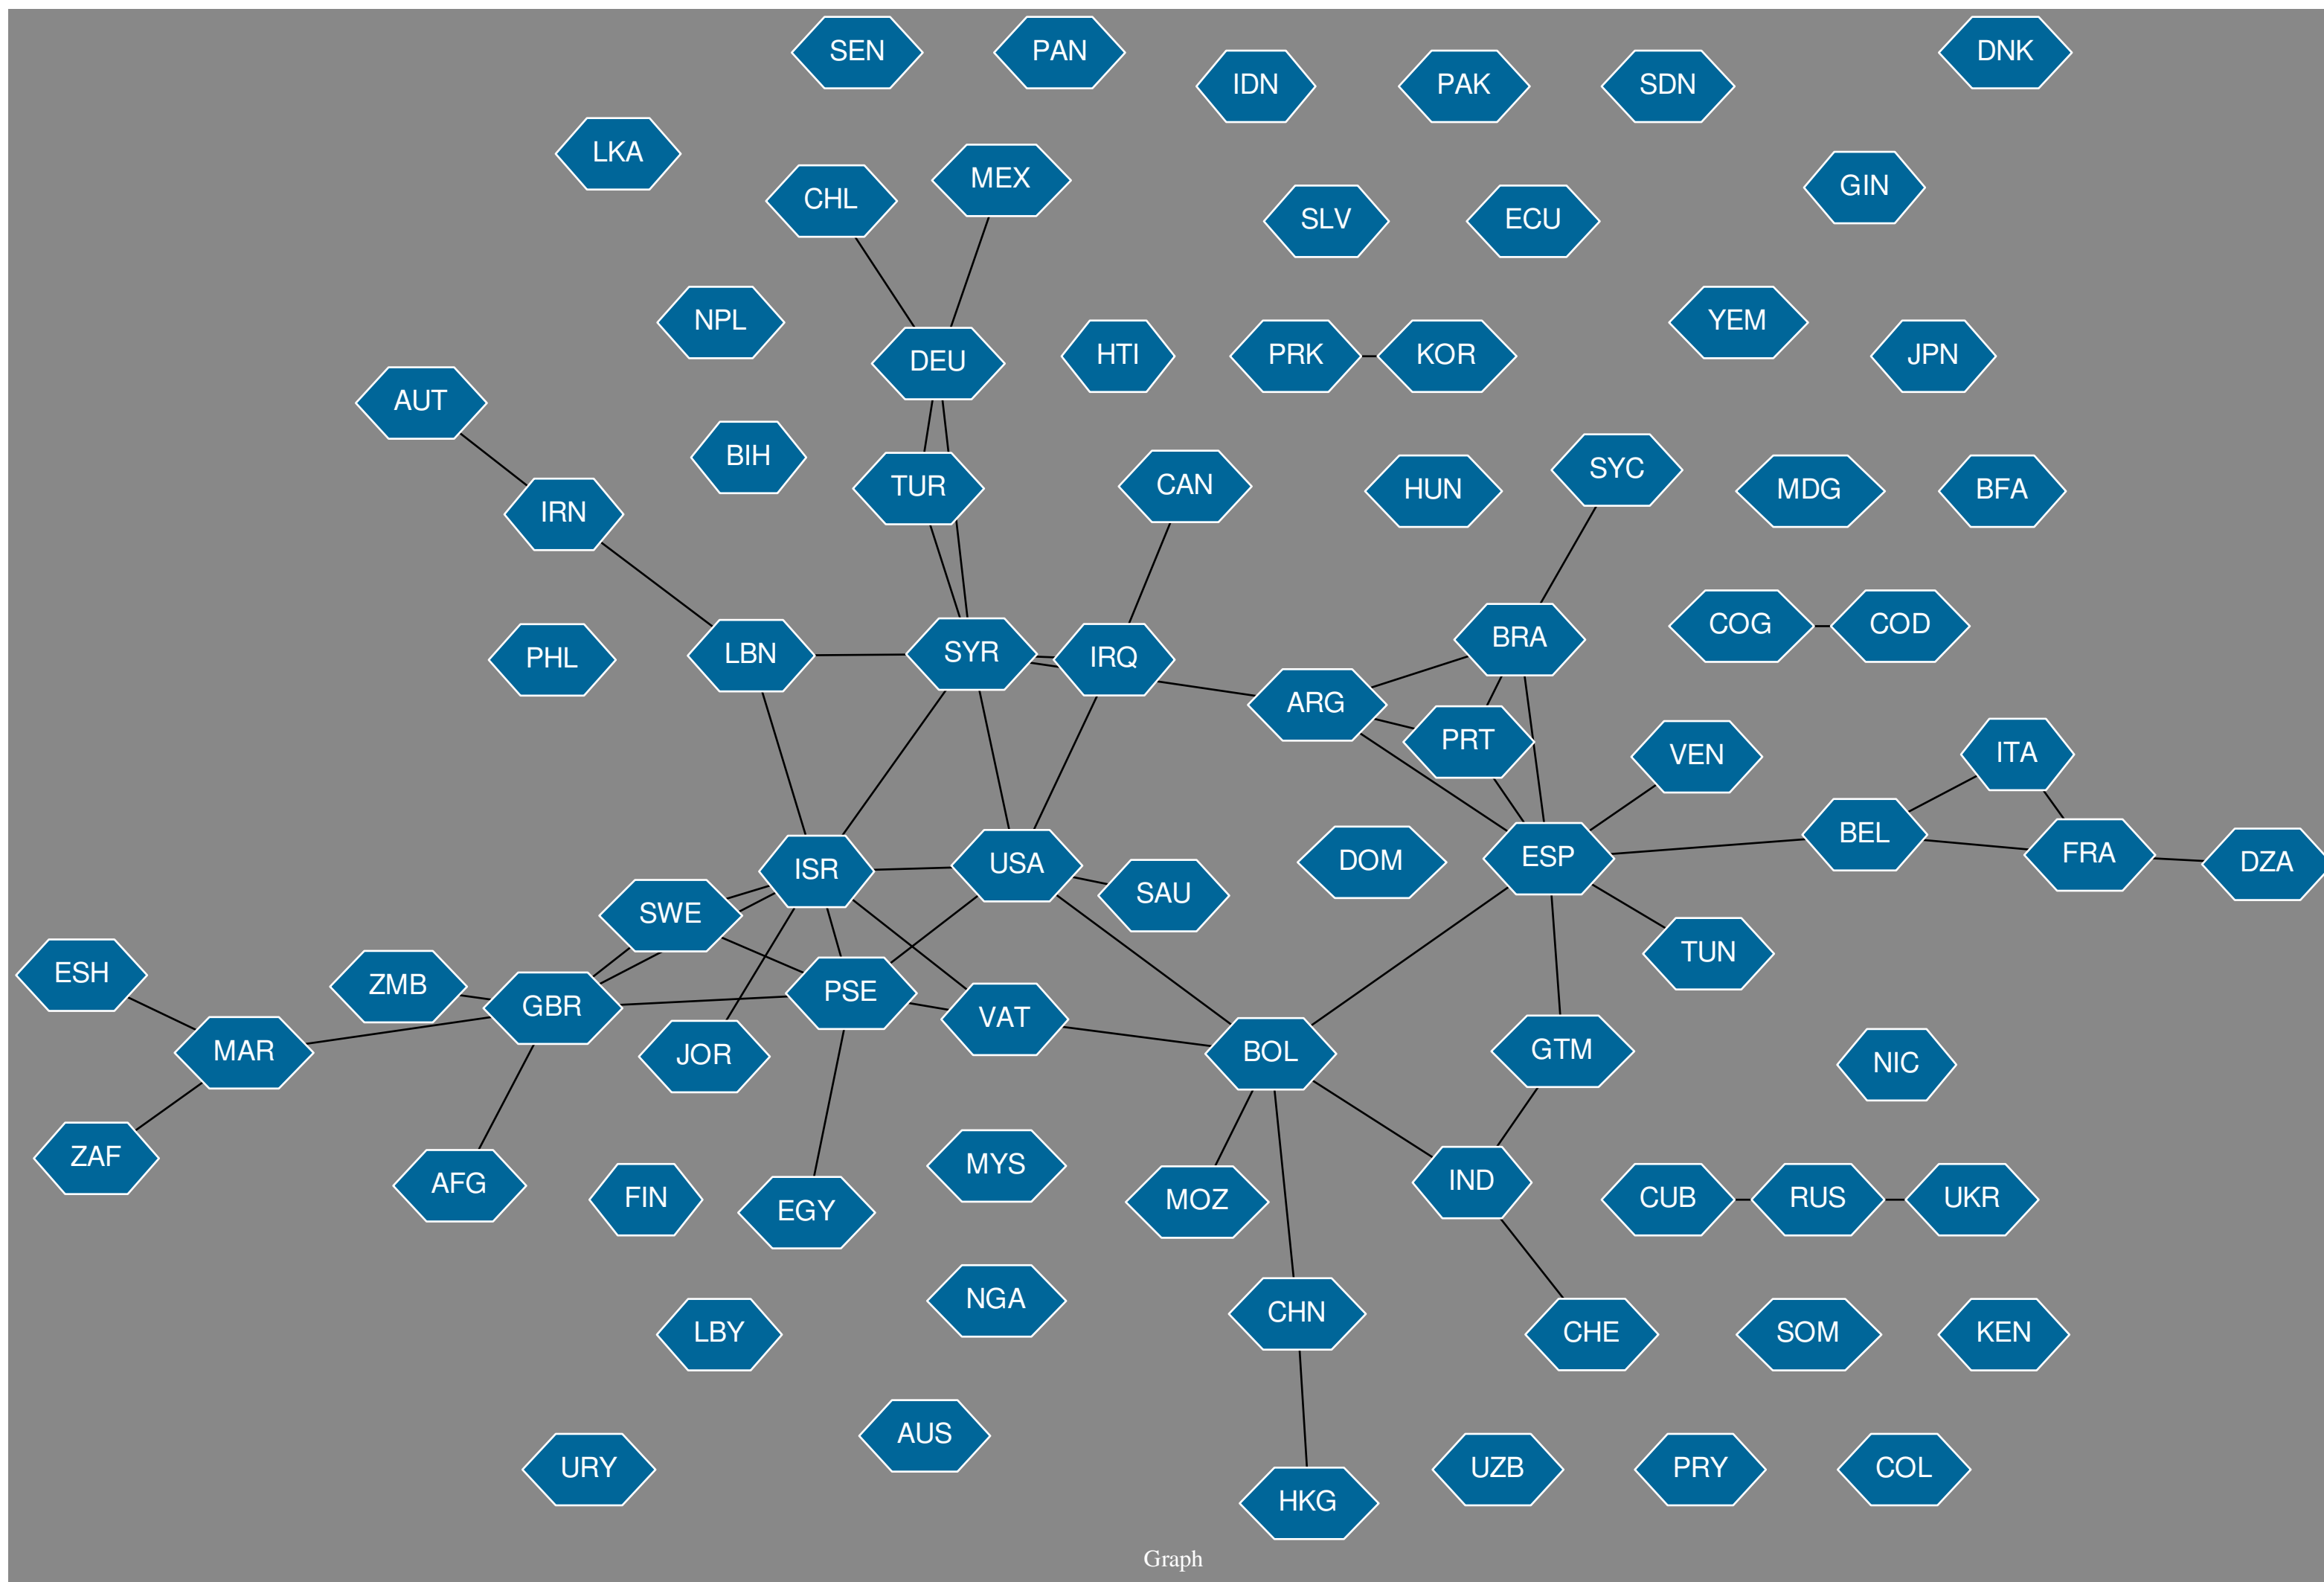 SEN
PAN
DNK
IDN
PAK
SDN
LKA
MEX
GIN
CHL
SLV
ECU
NPL
YEM
HTI
PRK
KOR
JPN
DEU
AUT
BIH
SYC
CAN
TUR
HUN
MDG
BFA
IRN
COG
COD
BRA
SYR
LBN
PHL
IRQ
ARG
PRT
ITA
VEN
BEL
FRA
ESP
DOM
DZA
USA
ISR
SAU
SWE
TUN
ESH
ZMB
PSE
GBR
VAT
GTM
MAR
BOL
JOR
NIC
ZAF
MYS
IND
AFG
FIN
CUB
RUS
UKR
MOZ
EGY
NGA
CHN
LBY
CHE
SOM
KEN
AUS
URY
UZB
PRY
COL
HKG
Graph